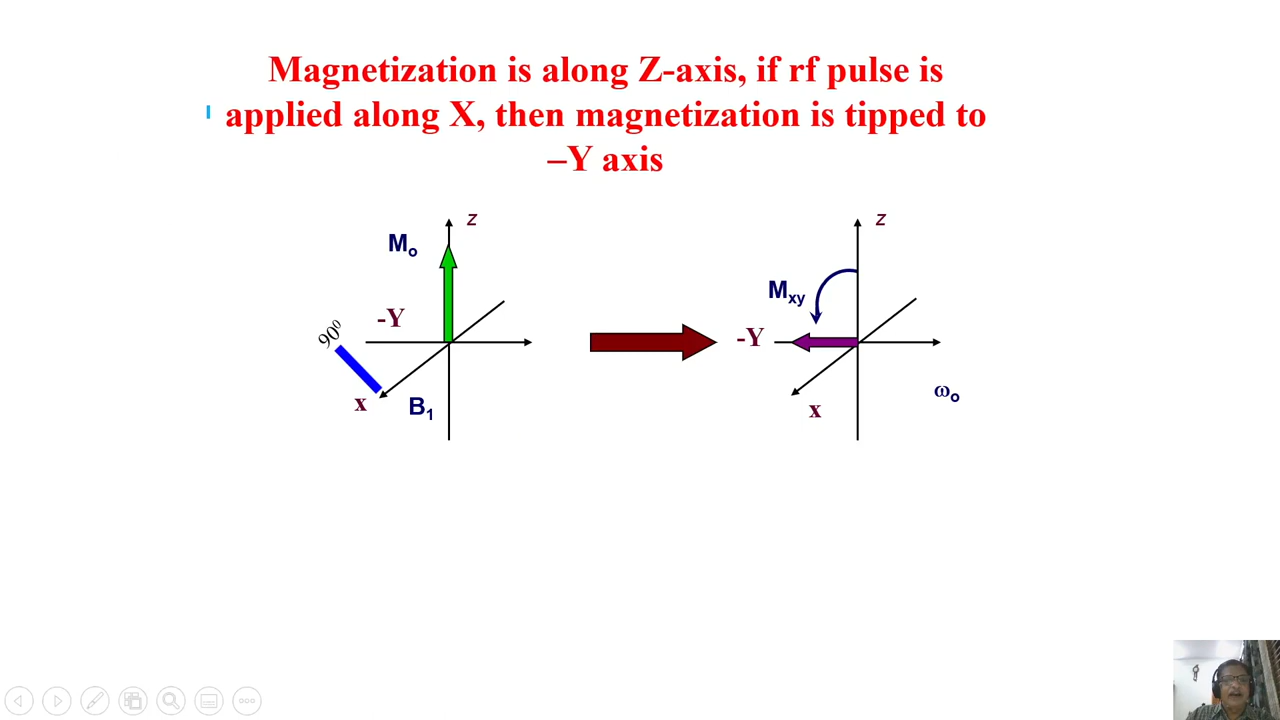 Magnetization is along Z-axis, if rf pulse is
applied along X, then magnetization is tipped to
–Y axis
z
Mₒ
-Y
90⁰
x
B₁
z
Mxy
-Y
x
ωₒ